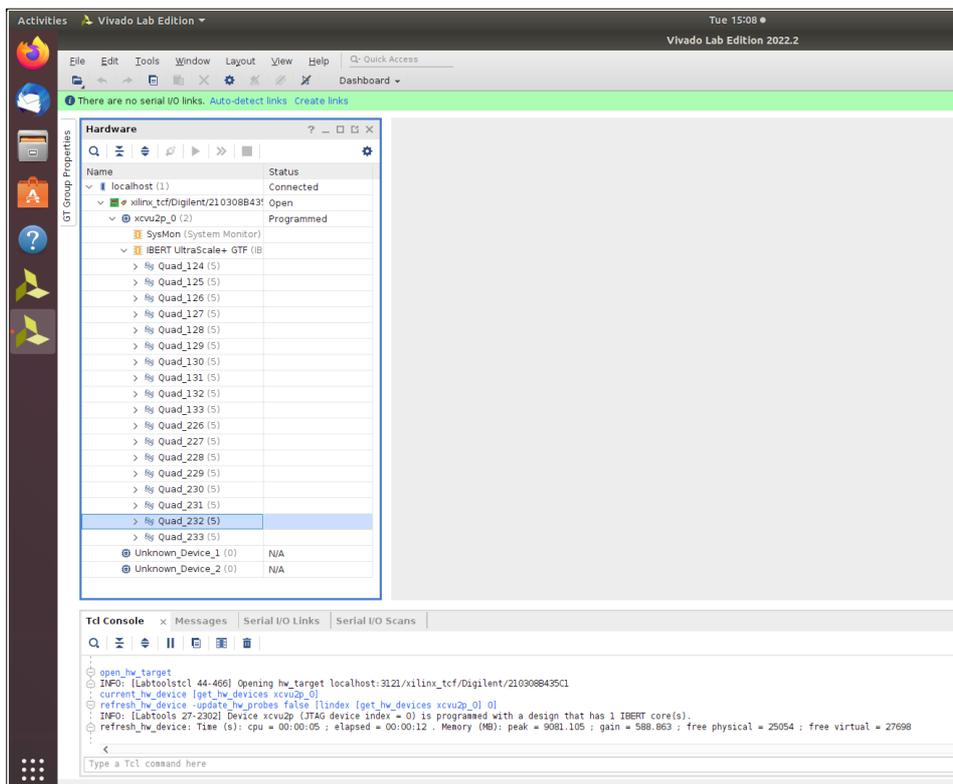 Activities Vivado Lab Edition Tue 15:08
Vivado Lab Edition 2022.2
File Edit Tools Window Layout View Help Quick Access
Dashboard
There are no serial I/O links. Auto-detect links Create links
GT Group Properties
Hardware
Name Status
localhost (1) Connected
xilinx_tcf/Digilent/210308B435 Open
xcvu2p_0 (2) Programmed
SysMon (System Monitor)
IBERT UltraScale+ GTF (IB
Quad_124 (5)
Quad_125 (5)
Quad_126 (5)
Quad_127 (5)
Quad_128 (5)
Quad_129 (5)
Quad_130 (5)
Quad_131 (5)
Quad_132 (5)
Quad_133 (5)
Quad_226 (5)
Quad_227 (5)
Quad_228 (5)
Quad_229 (5)
Quad_230 (5)
Quad_231 (5)
Quad_232 (5)
Quad_233 (5)
Unknown_Device_1 (0) N/A
Unknown_Device_2 (0) N/A
Tcl Console Messages Serial I/O Links Serial I/O Scans
open_hw_target
INFO: [Labtoolstcl 44-466] Opening hw_target localhost:3121/xilinx_tcf/Digilent/210308B435C1
current_hw_device [get_hw_devices xcvu2p_0]
refresh_hw_device -update_hw_probes false [lindex [get_hw_devices xcvu2p_0] 0]
INFO: [Labtools 27-2302] Device xcvu2p (JTAG device index = 0) is programmed with a design that has 1 IBERT core(s).
refresh_hw_device: Time (s): cpu = 00:00:05 ; elapsed = 00:00:12 . Memory (MB): peak = 9081.105 ; gain = 588.863 ; free physical = 25054 ; free virtual = 27698
Type a Tcl command here